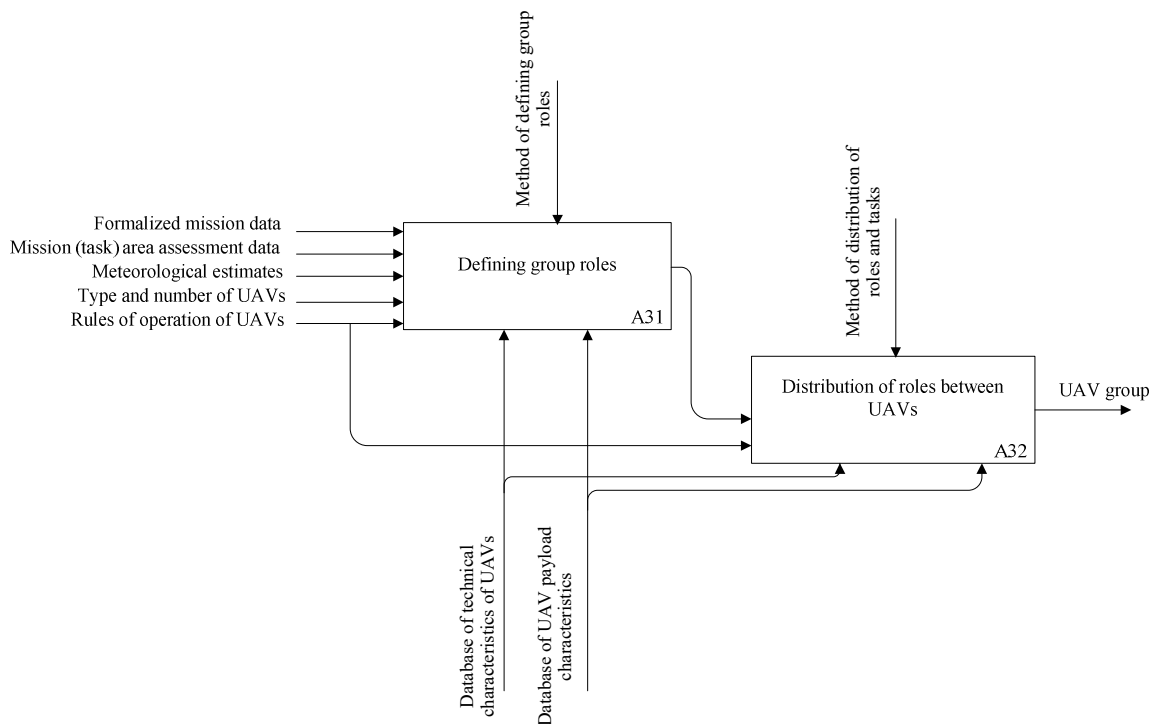 Method of defining group
roles
Formalized mission data
Mission (task) area assessment data
Meteorological estimates
Type and number of UAVs
Rules of operation of UAVs
Defining group roles
A31
Method of distribution of
roles and tasks
Distribution of roles between
UAVs
A32
UAV group
Database of technical
characteristics of UAVs
Database of UAV payload
characteristics